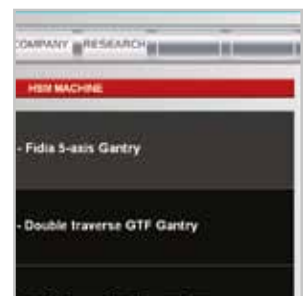 COMPANY RESEARCH
HSM MACHINE
- Fidia 5-axis Gantry
- Double traverse GTF Gantry